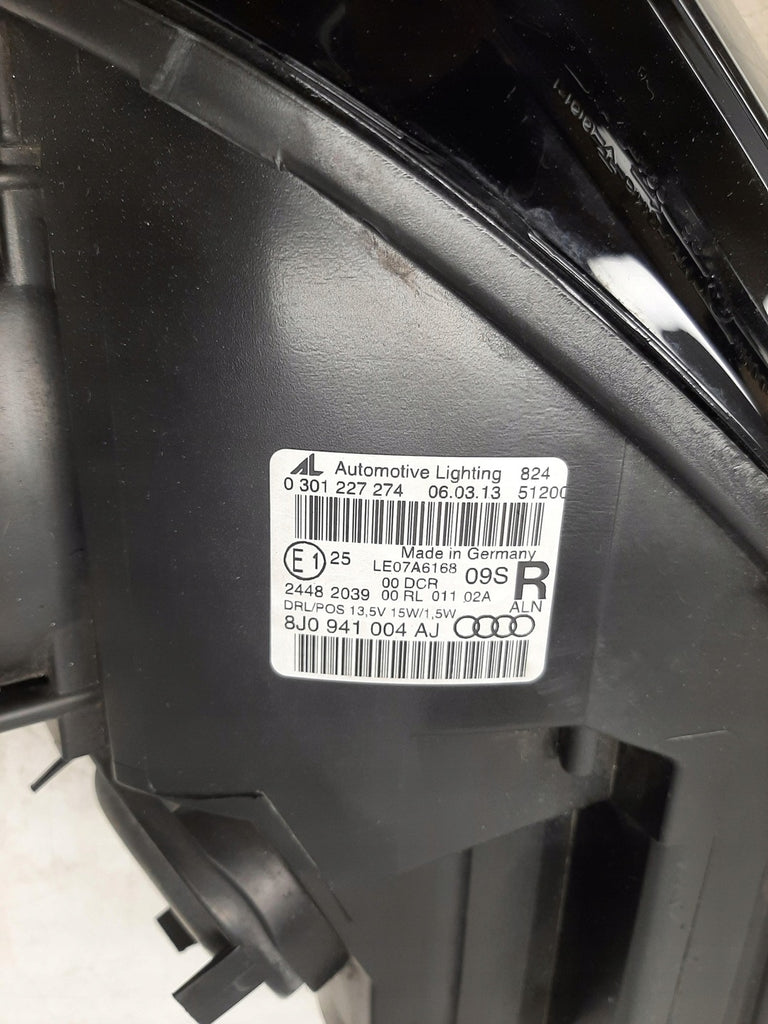 AL Automotive Lighting 824
0 301 227 274 06.03.13 51200
Made in Germany
E1 25 LE07A6168 09S R
00 DCR
2448 2039 00 RL 011 02A
DRL/POS 13,5V 15W/1,5W ALN
8J0 941 004 AJ